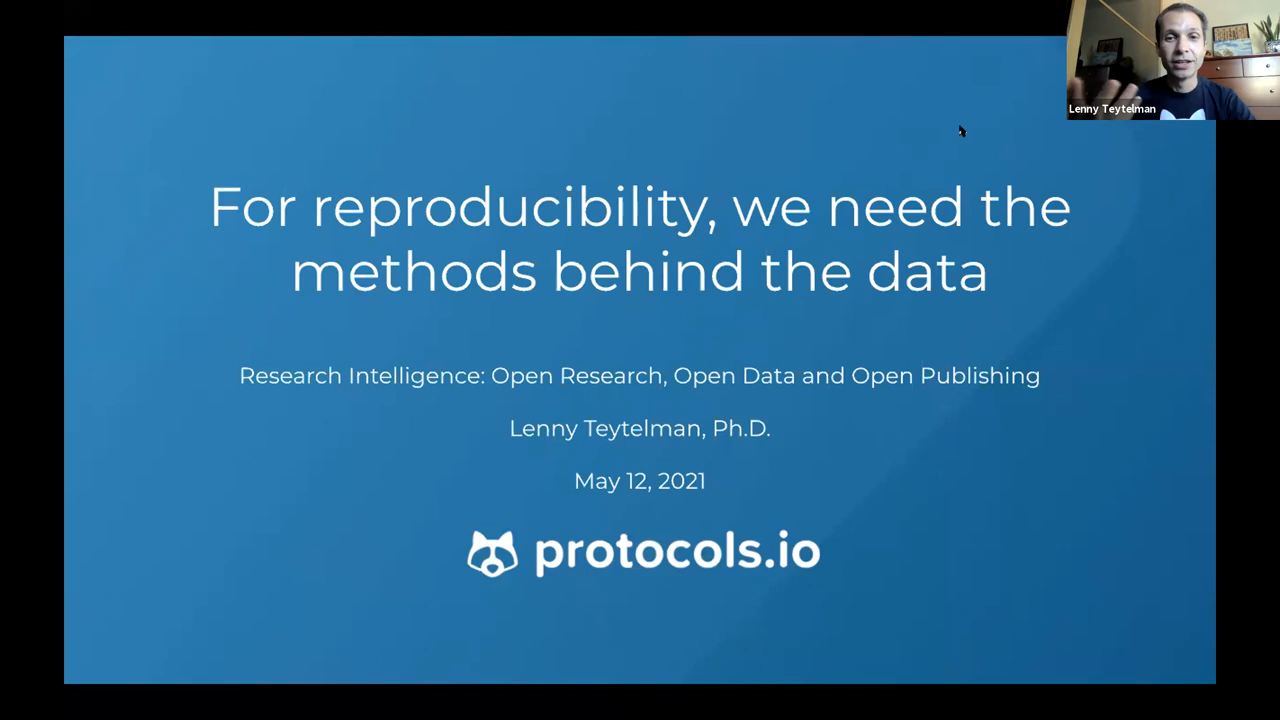 Lenny Teytelman
For reproducibility, we need the
methods behind the data
Research Intelligence: Open Research, Open Data and Open Publishing
Lenny Teytelman, Ph.D.
May 12, 2021
protocols.io